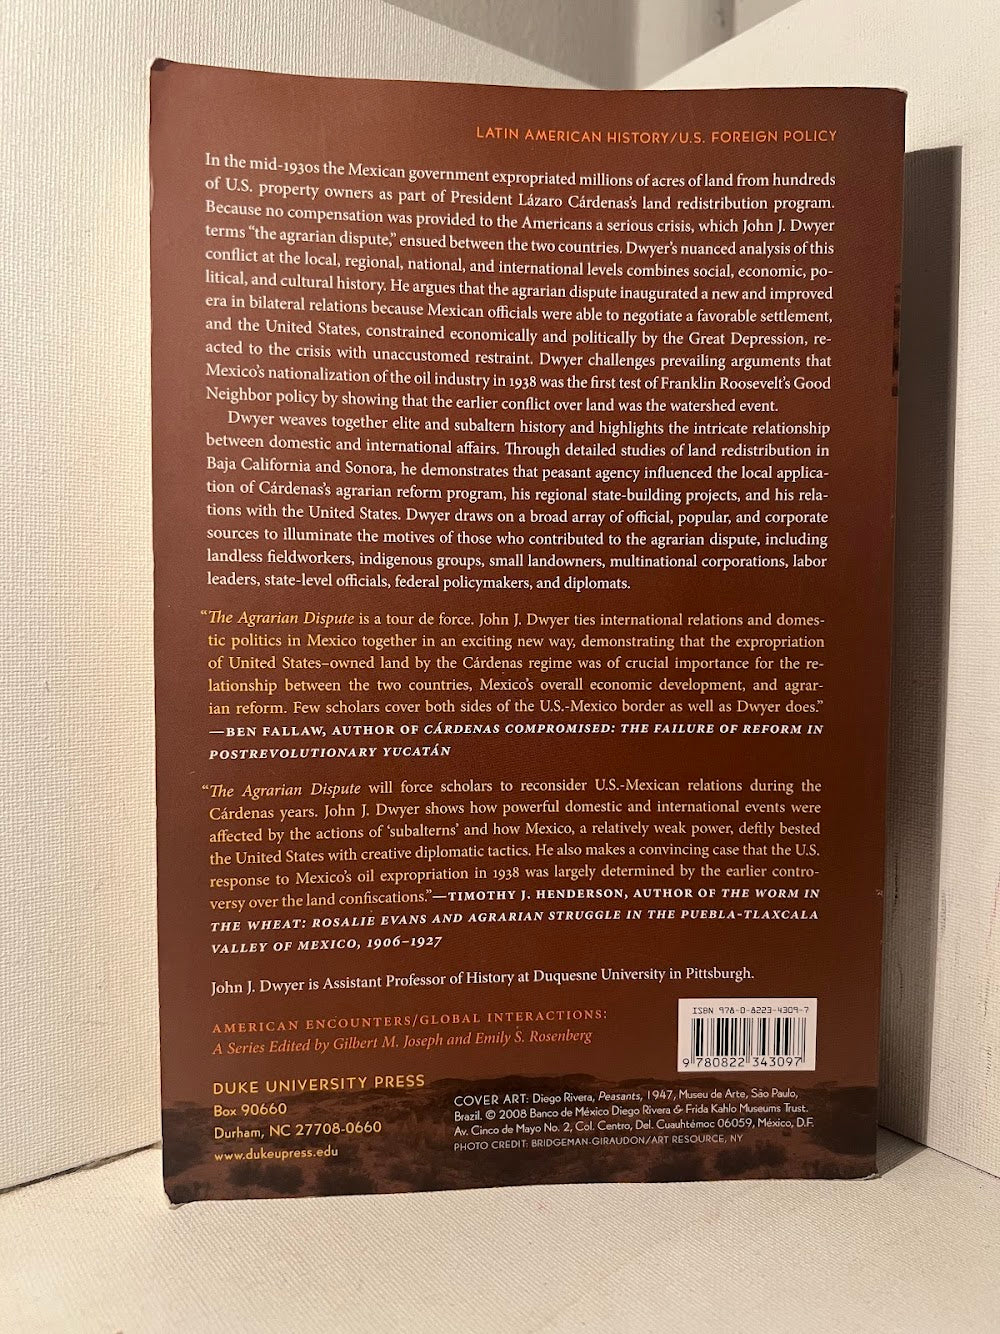 LATIN AMERICAN HISTORY/U.S. FOREIGN POLICY
In the mid-1930s the Mexican government expropriated millions of acres of land from hundreds
of U.S. property owners as part of President Lázaro Cárdenas's land redistribution program.
Because no compensation was provided to the Americans a serious crisis, which John J. Dwyer
terms "the agrarian dispute," ensued between the two countries. Dwyer's nuanced analysis of this
conflict at the local, regional, national, and international levels combines social, economic, po-
litical, and cultural history. He argues that the agrarian dispute inaugurated a new and improved
era in bilateral relations because Mexican officials were able to negotiate a favorable settlement,
and the United States, constrained economically and politically by the Great Depression, re-
acted to the crisis with unaccustomed restraint. Dwyer challenges prevailing arguments that
Mexico's nationalization of the oil industry in 1938 was the first test of Franklin Roosevelt's Good
Neighbor policy by showing that the earlier conflict over land was the watershed event.
Dwyer weaves together elite and subaltern history and highlights the intricate relationship
between domestic and international affairs. Through detailed studies of land redistribution in
Baja California and Sonora, he demonstrates that peasant agency influenced the local applica-
tion of Cárdenas's agrarian reform program, his regional state-building projects, and his rela-
tions with the United States. Dwyer draws on a broad array of official, popular, and corporate
sources to illuminate the motives of those who contributed to the agrarian dispute, including
landless fieldworkers, indigenous groups, small landowners, multinational corporations, labor
leaders, state-level officials, federal policymakers, and diplomats.
"The Agrarian Dispute is a tour de force. John J. Dwyer ties international relations and domes-
tic politics in Mexico together in an exciting new way, demonstrating that the expropriation
of United States–owned land by the Cárdenas regime was of crucial importance for the re-
lationship between the two countries, Mexico's overall economic development, and agrar-
ian reform. Few scholars cover both sides of the U.S.-Mexico border as well as Dwyer does."
—BEN FALLAW, AUTHOR OF CÁRDENAS COMPROMISED: THE FAILURE OF REFORM IN
POSTREVOLUTIONARY YUCATÁN
"The Agrarian Dispute will force scholars to reconsider U.S.-Mexican relations during the
Cárdenas years. John J. Dwyer shows how powerful domestic and international events were
affected by the actions of 'subalterns' and how Mexico, a relatively weak power, deftly bested
the United States with creative diplomatic tactics. He also makes a convincing case that the U.S.
response to Mexico's oil expropriation in 1938 was largely determined by the earlier contro-
versy over the land confiscations."—TIMOTHY J. HENDERSON, AUTHOR OF THE WORM IN
THE WHEAT: ROSALIE EVANS AND AGRARIAN STRUGGLE IN THE PUEBLA-TLAXCALA
VALLEY OF MEXICO, 1906–1927
John J. Dwyer is Assistant Professor of History at Duquesne University in Pittsburgh.
AMERICAN ENCOUNTERS/GLOBAL INTERACTIONS:
A Series Edited by Gilbert M. Joseph and Emily S. Rosenberg
ISBN 978-0-8223-4309-7
9 780822 343097
DUKE UNIVERSITY PRESS
Box 90660
Durham, NC 27708-0660
www.dukeupress.edu
COVER ART: Diego Rivera, Peasants, 1947, Museu de Arte, São Paulo,
Brazil. © 2008 Banco de México Diego Rivera & Frida Kahlo Museums Trust.
Av. Cinco de Mayo No. 2, Col. Centro, Del. Cuauhtémoc 06059, México, D.F.
PHOTO CREDIT: BRIDGEMAN-GIRAUDON/ART RESOURCE, NY